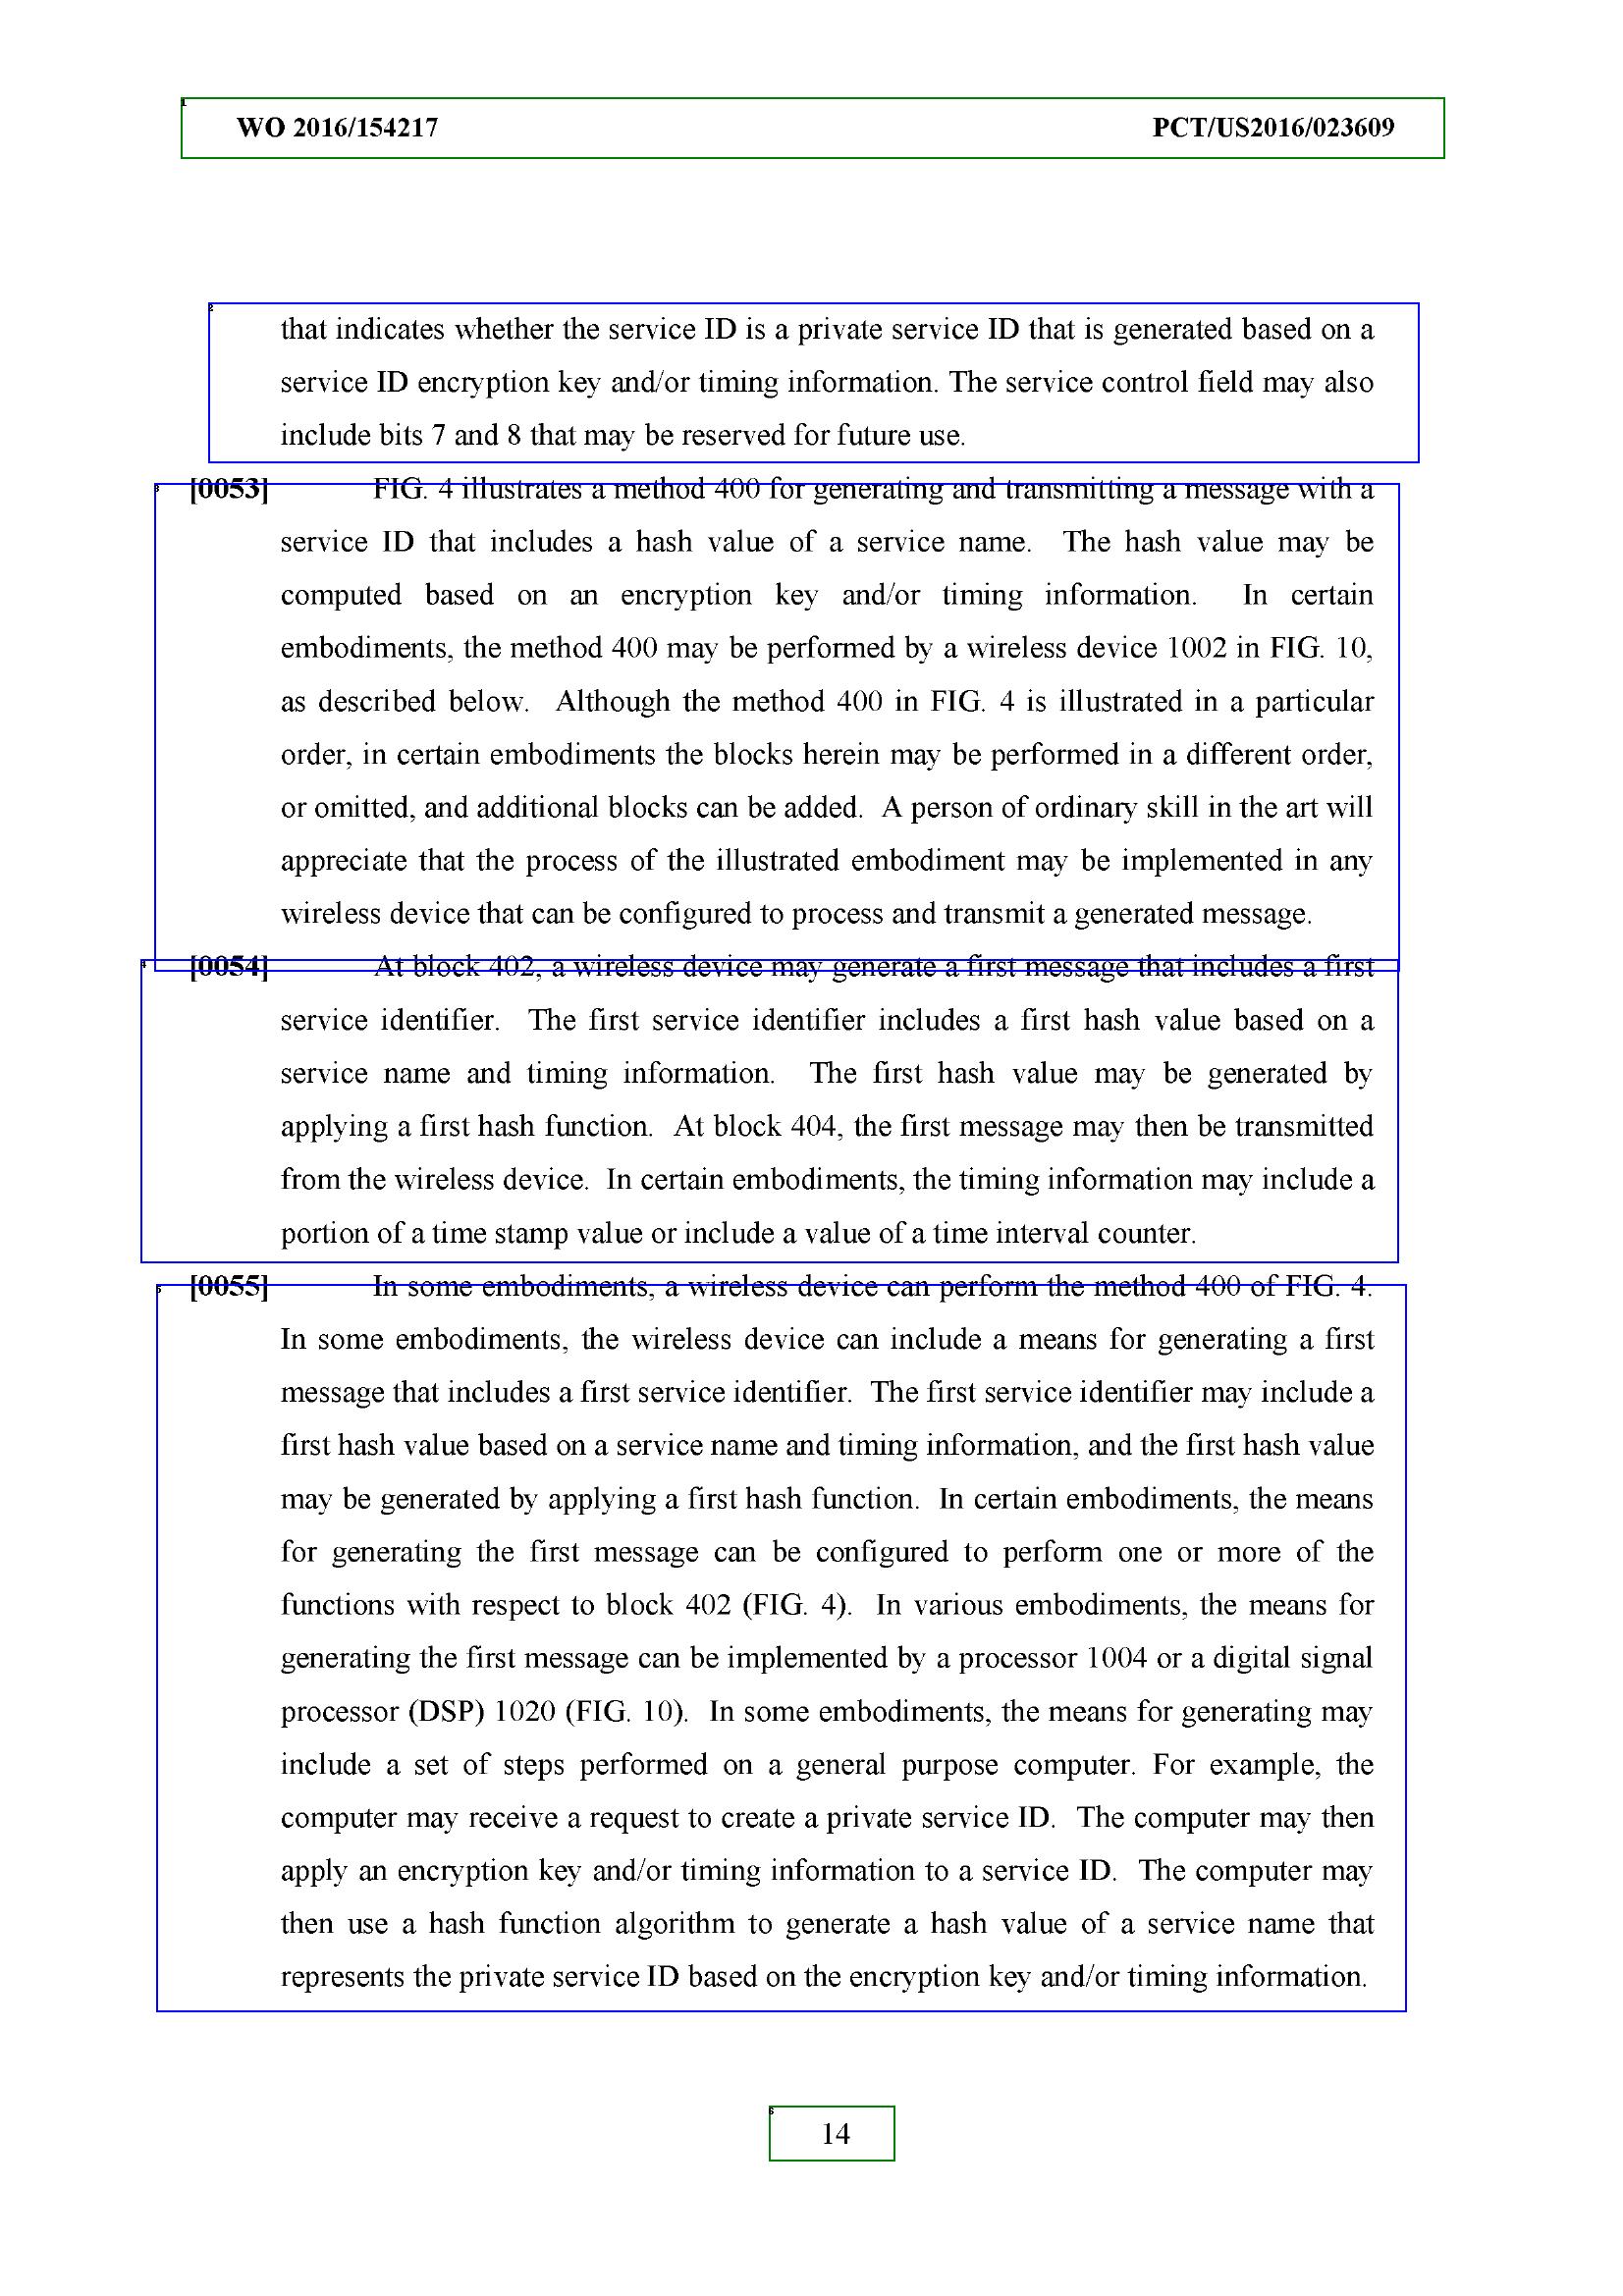 WO 2016/154217 PCT/US2016/023609
that indicates whether the service ID is a private service ID that is generated based on a
service ID encryption key and/or timing information. The service control field may also
include bits 7 and 8 that may be reserved for future use.
[0053] FIG. 4 illustrates a method 400 for generating and transmitting a message with a
service ID that includes a hash value of a service name. The hash value may be
computed based on an encryption key and/or timing information. In certain
embodiments, the method 400 may be performed by a wireless device 1002 in FIG. 10,
as described below. Although the method 400 in FIG. 4 is illustrated in a particular
order, in certain embodiments the blocks herein may be performed in a different order,
or omitted, and additional blocks can be added. A person of ordinary skill in the art will
appreciate that the process of the illustrated embodiment may be implemented in any
wireless device that can be configured to process and transmit a generated message.
[0054] At block 402, a wireless device may generate a first message that includes a first
service identifier. The first service identifier includes a first hash value based on a
service name and timing information. The first hash value may be generated by
applying a first hash function. At block 404, the first message may then be transmitted
from the wireless device. In certain embodiments, the timing information may include a
portion of a time stamp value or include a value of a time interval counter.
[0055] In some embodiments, a wireless device can perform the method 400 of FIG. 4.
In some embodiments, the wireless device can include a means for generating a first
message that includes a first service identifier. The first service identifier may include a
first hash value based on a service name and timing information, and the first hash value
may be generated by applying a first hash function. In certain embodiments, the means
for generating the first message can be configured to perform one or more of the
functions with respect to block 402 (FIG. 4). In various embodiments, the means for
generating the first message can be implemented by a processor 1004 or a digital signal
processor (DSP) 1020 (FIG. 10). In some embodiments, the means for generating may
include a set of steps performed on a general purpose computer. For example, the
computer may receive a request to create a private service ID. The computer may then
apply an encryption key and/or timing information to a service ID. The computer may
then use a hash function algorithm to generate a hash value of a service name that
represents the private service ID based on the encryption key and/or timing information.
14